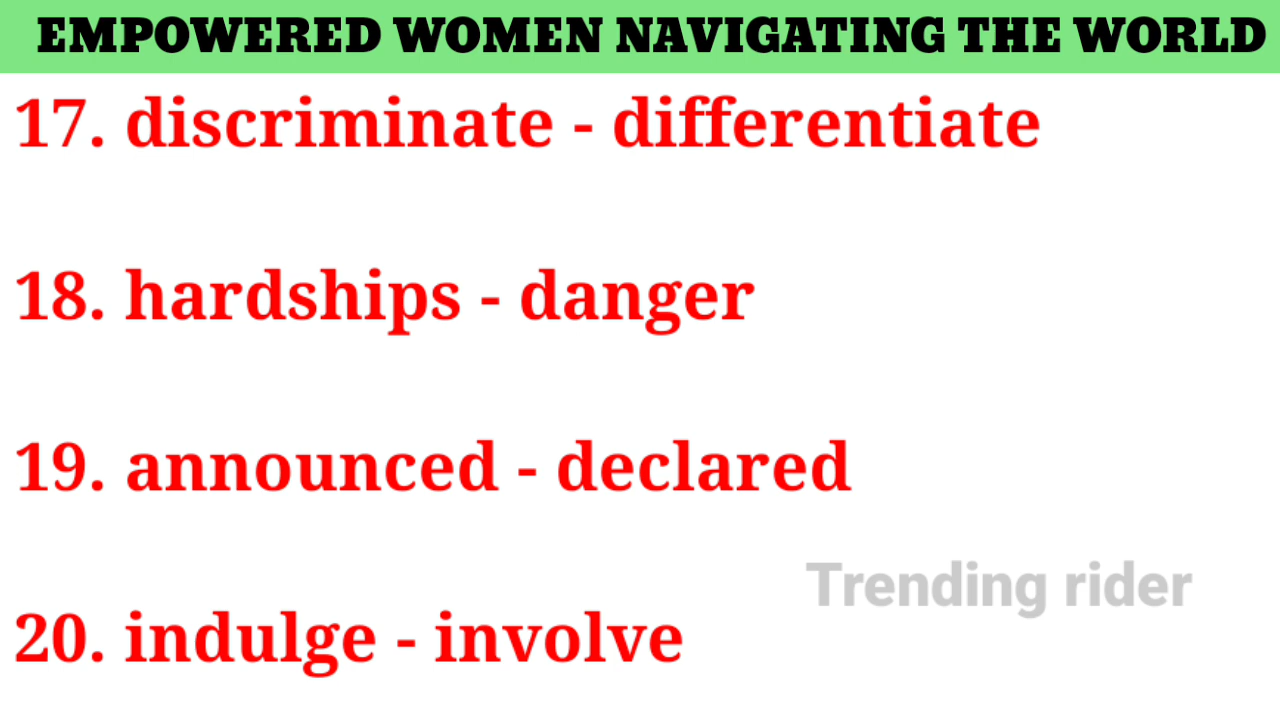 EMPOWERED WOMEN NAVIGATING THE WORLD
17. discriminate - differentiate
18. hardships - danger
19. announced - declared
Trending rider
20. indulge - involve